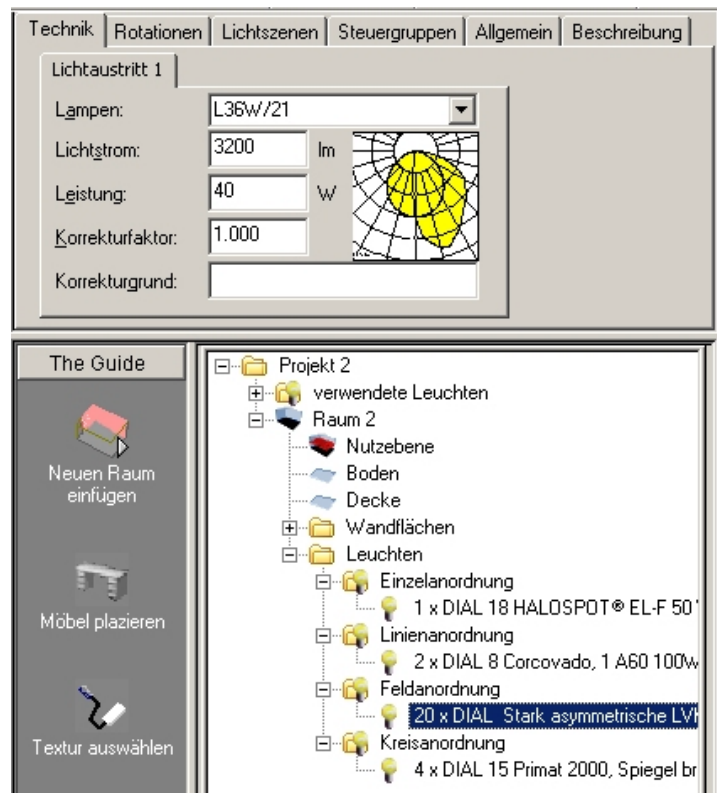 Technik Rotationen Lichtszenen Steuergruppen Allgemein Beschreibung
Lichtaustritt 1
Lampen: L36W/21
Lichtstrom: 3200 lm
Leistung: 40 W
Korrekturfaktor: 1.000
Korrekturgrund:
The Guide
Neuen Raum
einfügen
Möbel plazieren
Textur auswählen
Projekt 2
verwendete Leuchten
Raum 2
Nutzebene
Boden
Decke
Wandflächen
Leuchten
Einzelanordnung
1 x DIAL 18 HALOSPOT® EL-F 50
Linienanordnung
2 x DIAL 8 Corcovado, 1 A60 100W
Feldanordnung
20 x DIAL Stark asymmetrische LVK
Kreisanordnung
4 x DIAL 15 Primat 2000, Spiegel br